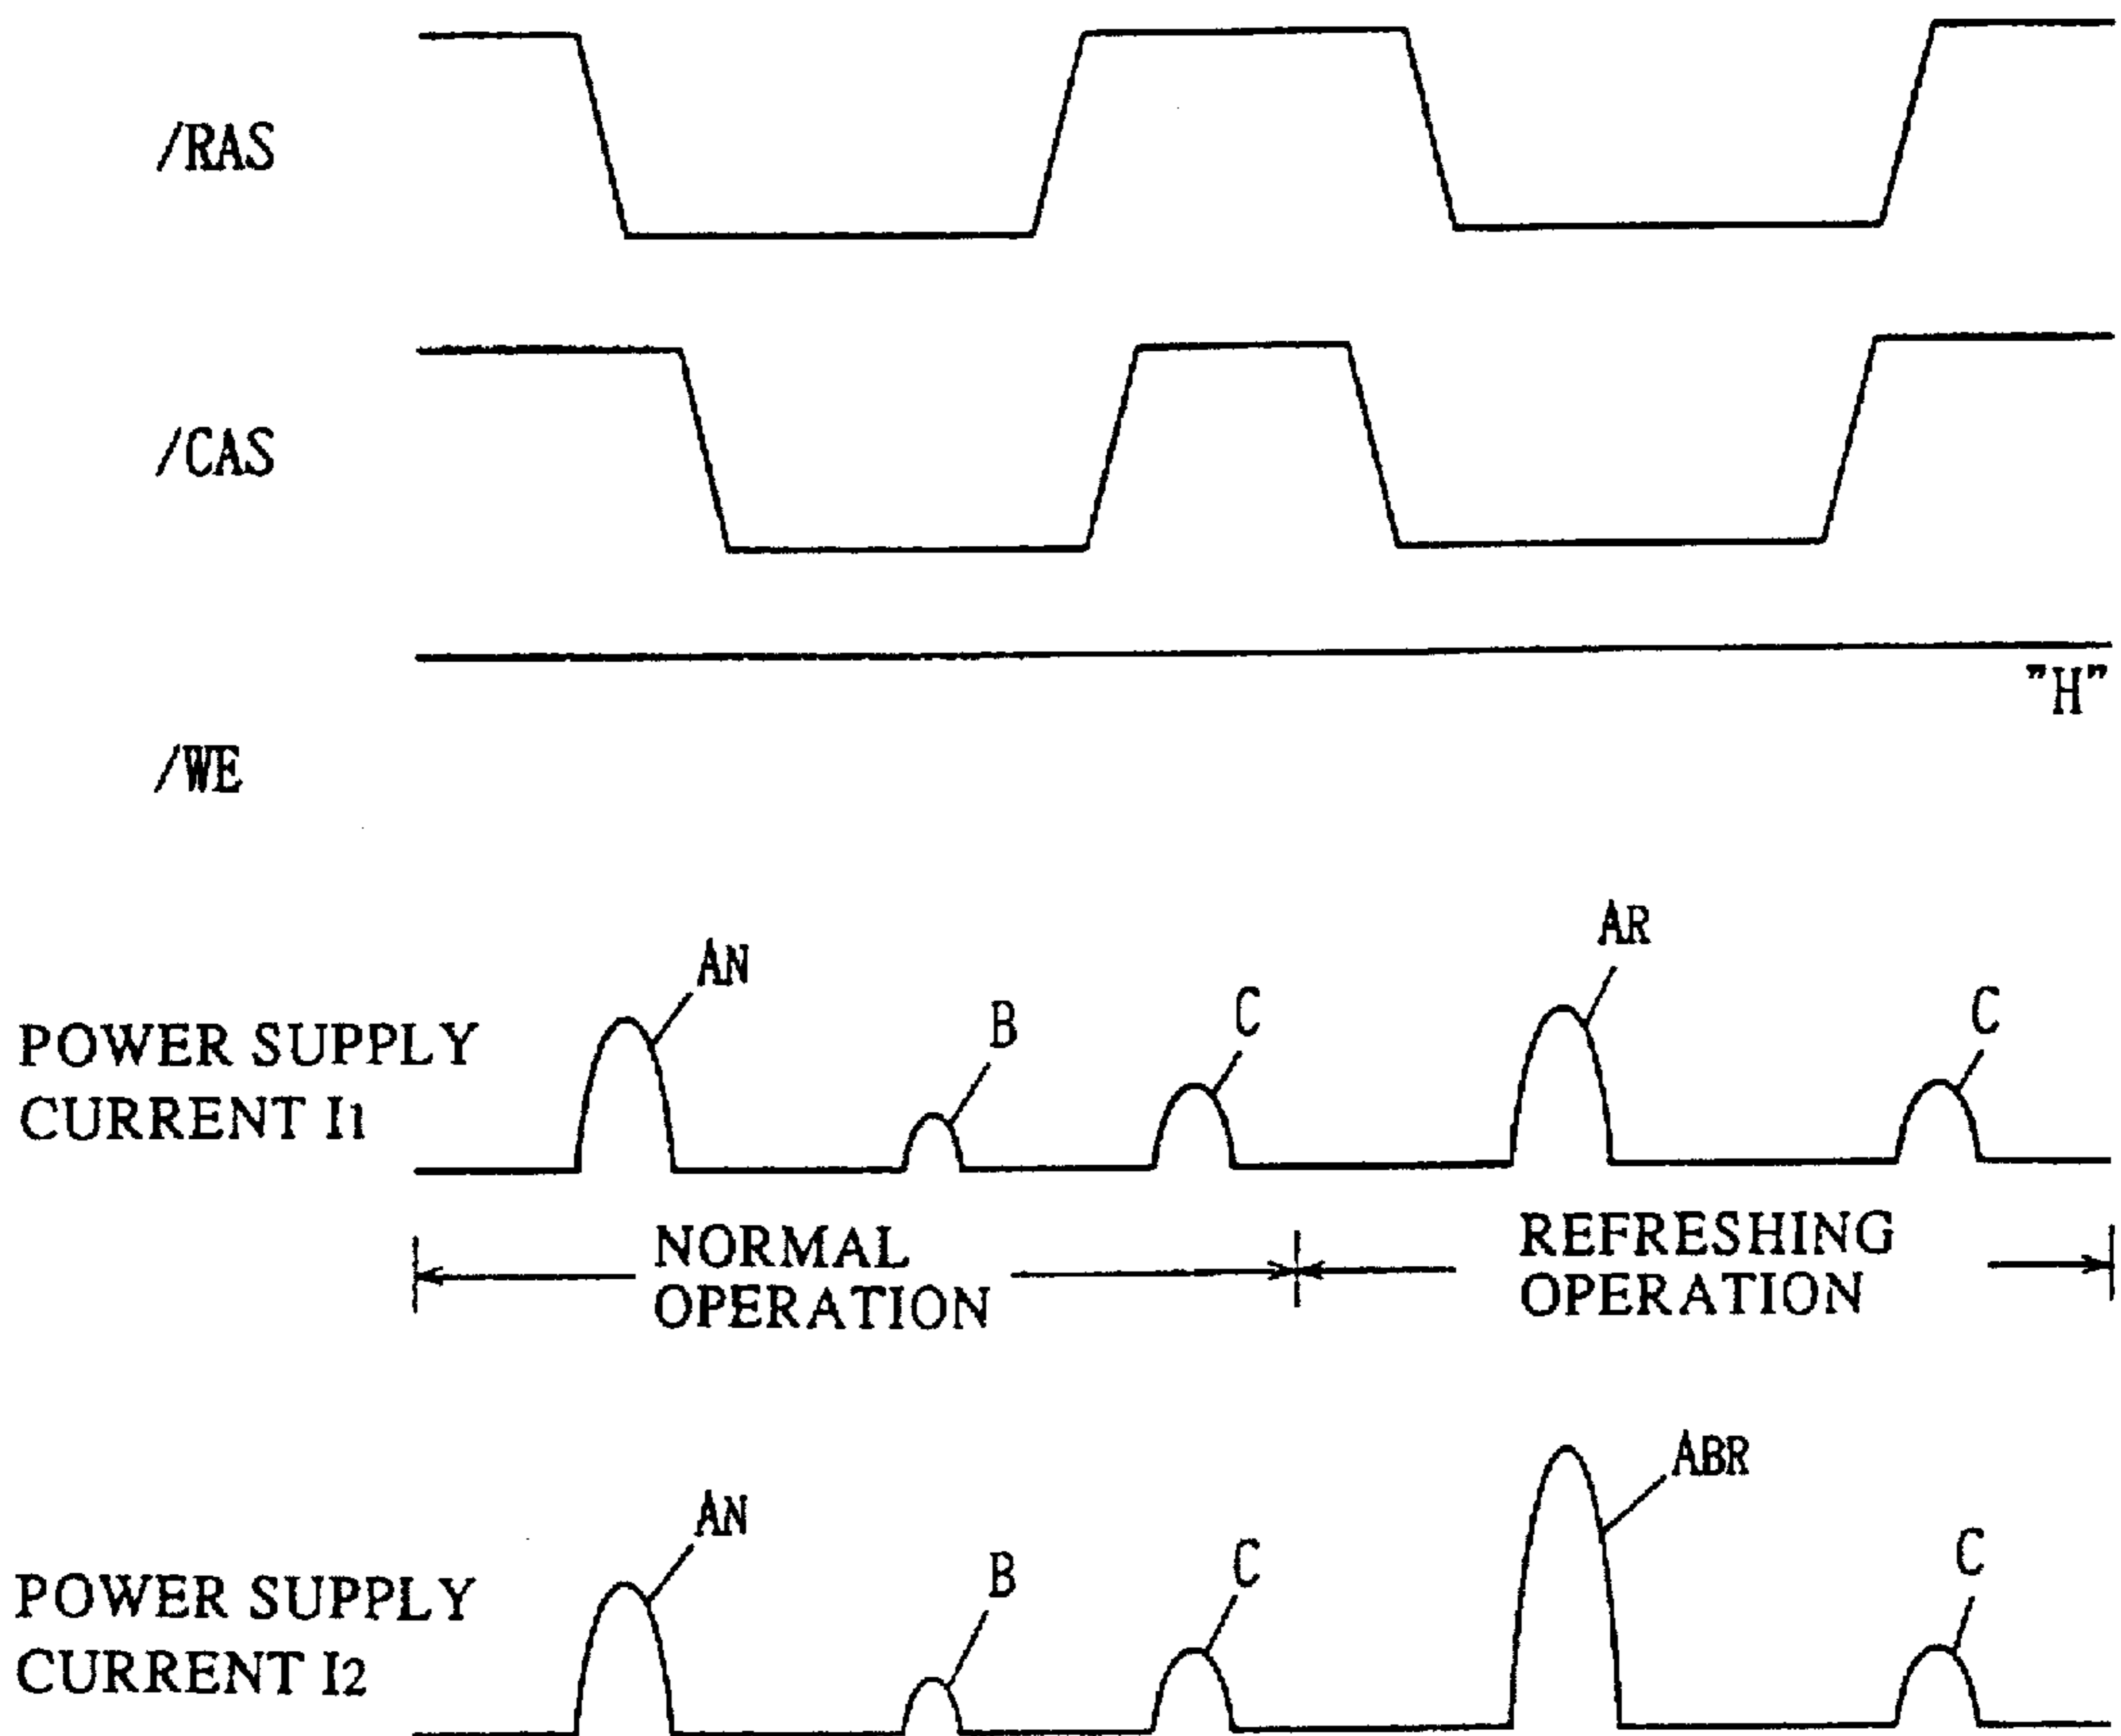 /RAS
/CAS
"H"
/WE
AN
B
C
AR
C
POWER SUPPLY
CURRENT I1
NORMAL
OPERATION
REFRESHING
OPERATION
AN
B
C
ABR
C
POWER SUPPLY
CURRENT I2